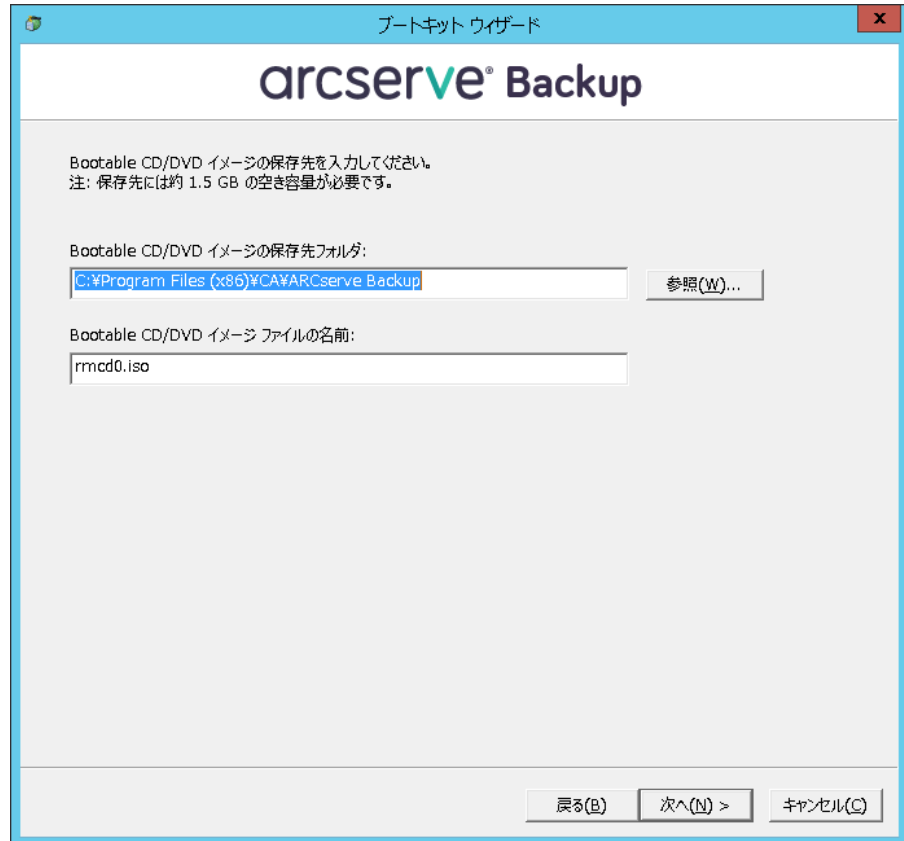 ブートキット ウィザード
x
arcserve® Backup
Bootable CD/DVD イメージの保存先を入力してください。
注: 保存先には約 1.5 GB の空き容量が必要です。
Bootable CD/DVD イメージの保存先フォルダ:
C:¥Program Files (x86)¥CA¥ARCserve Backup
参照(W)...
Bootable CD/DVD イメージ ファイルの名前:
rmcd0.iso
戻る(B)
次へ(N) >
キャンセル(C)